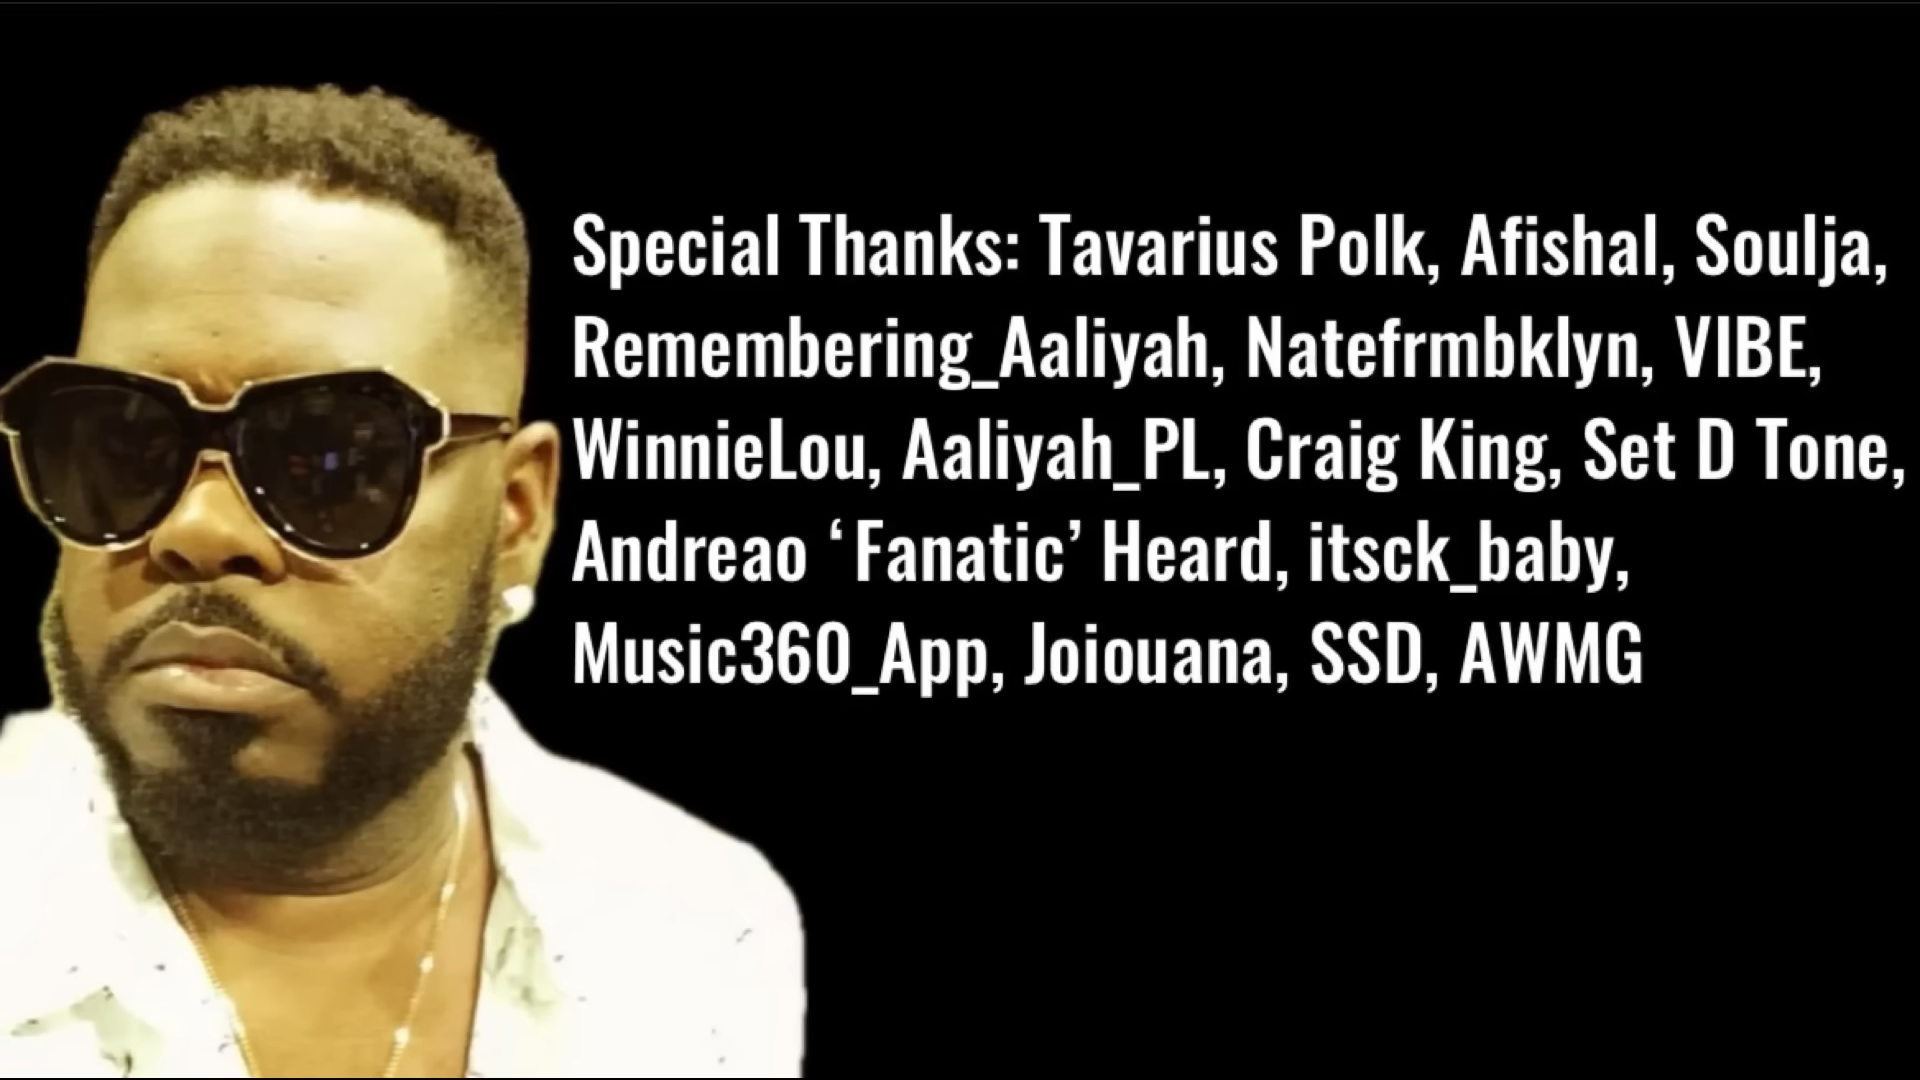 Special Thanks: Tavarius Polk, Afishal, Soulja,
Remembering_Aaliyah, Natefrmbklyn, VIBE,
WinnieLou, Aaliyah_PL, Craig King, Set D Tone,
Andreao ‘Fanatic’ Heard, itsck_baby,
Music360_App, Joiouana, SSD, AWMG